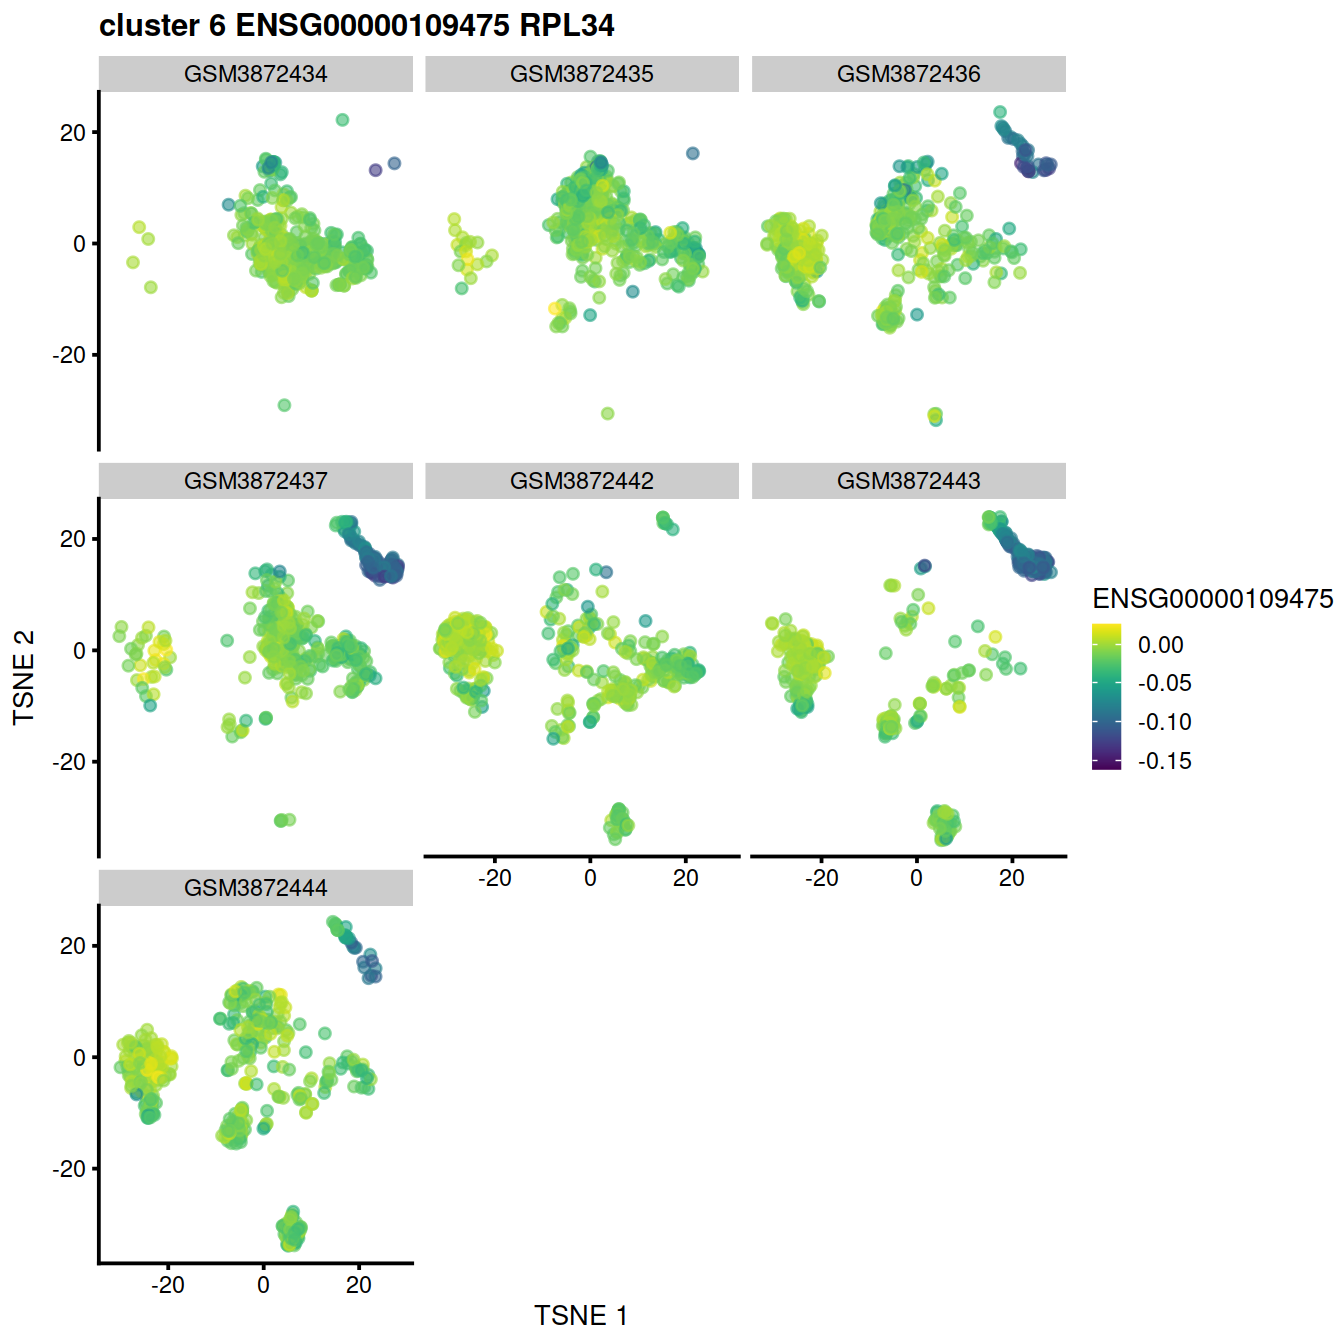 cluster 6 ENSG00000109475 RPL34
GSM3872434 GSM3872435 GSM3872436
20
0
-20
GSM3872437 GSM3872442 GSM3872443
20
0
-20
-20 0 20 -20 0 20
GSM3872444
20
0
-20
-20 0 20
TSNE 1
TSNE 2
ENSG00000109475
0.00
-0.05
-0.10
-0.15